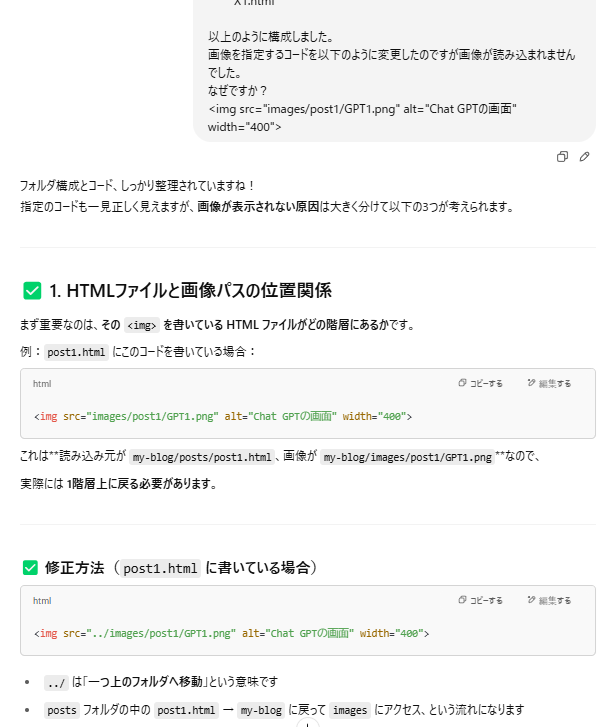 X1.html
以上のように構成しました。
画像を指定するコードを以下のように変更したのですが画像が読み込まれません
でした。
なぜですか？
<img src="images/post1/GPT1.png" alt="Chat GPTの画面"
width="400">
フォルダ構成とコード、しっかり整理されていますね！
指定のコードも一見正しく見えますが、画像が表示されない原因は大きく分けて以下の3つが考えられます。
✅ 1. HTMLファイルと画像パスの位置関係
まず重要なのは、その <img> を書いている HTML ファイルがどの階層にあるかです。
例： post1.html にこのコードを書いている場合：
html コピーする 編集する
<img src="images/post1/GPT1.png" alt="Chat GPTの画面" width="400">
これは**読み込み元が my-blog/posts/post1.html、画像が my-blog/images/post1/GPT1.png**なので、
実際には 1階層上に戻る必要があります。
✅ 修正方法（post1.html に書いている場合）
html コピーする 編集する
<img src="../images/post1/GPT1.png" alt="Chat GPTの画面" width="400">
• ../ は「一つ上のフォルダへ移動」という意味です
• posts フォルダの中の post1.html → my-blog に戻って images にアクセス、という流れになります